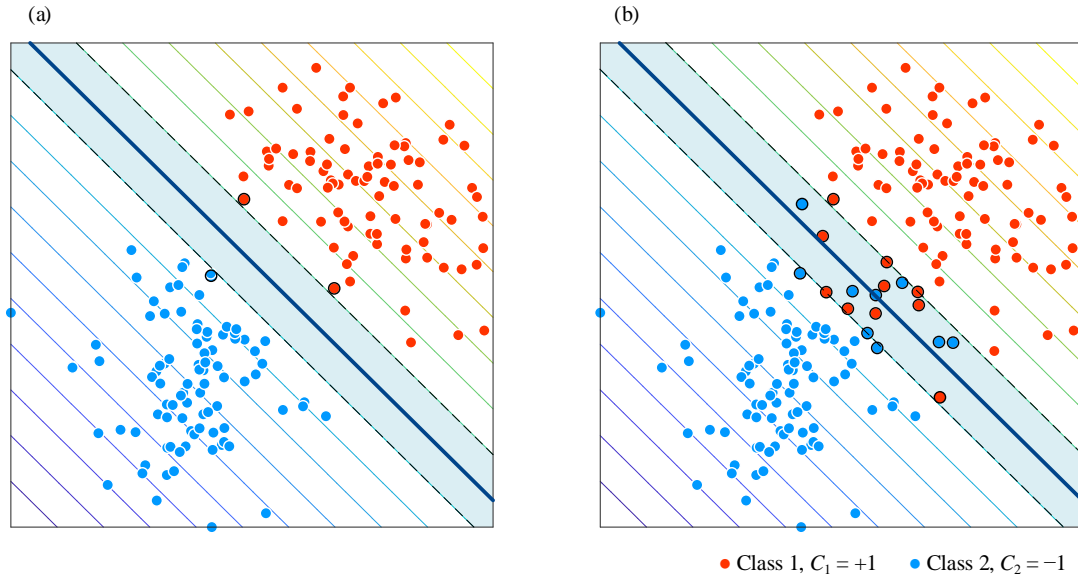 (a)
(b)
Class 1, C₁ = +1
Class 2, C₂ = −1